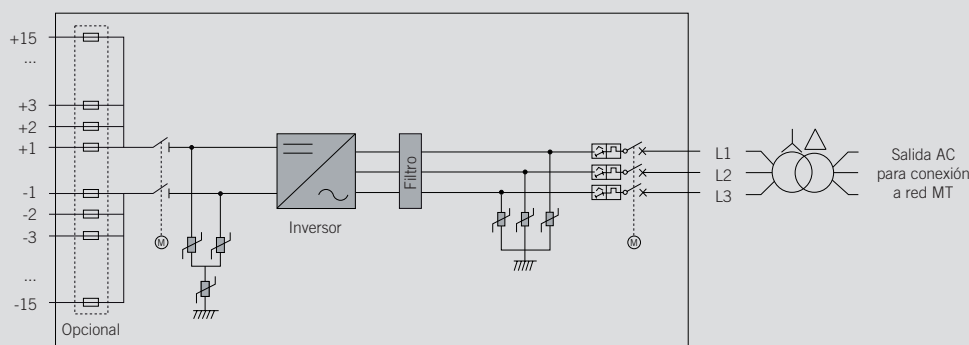 +15
...
+3
+2
+1
-1
-2
-3
...
-15
Opcional
M
Inversor
Filtro
M
L1
L2
L3
Salida AC
para conexión
a red MT